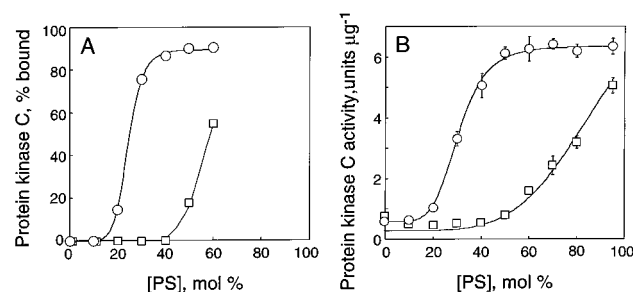 A
Protein kinase C, % bound
100
80
60
40
20
0
0 20 40 60 80 100
[PS], mol %
B
Protein kinase C activity,units µg⁻¹
6
4
2
0
0 20 40 60 80 100
[PS], mol %